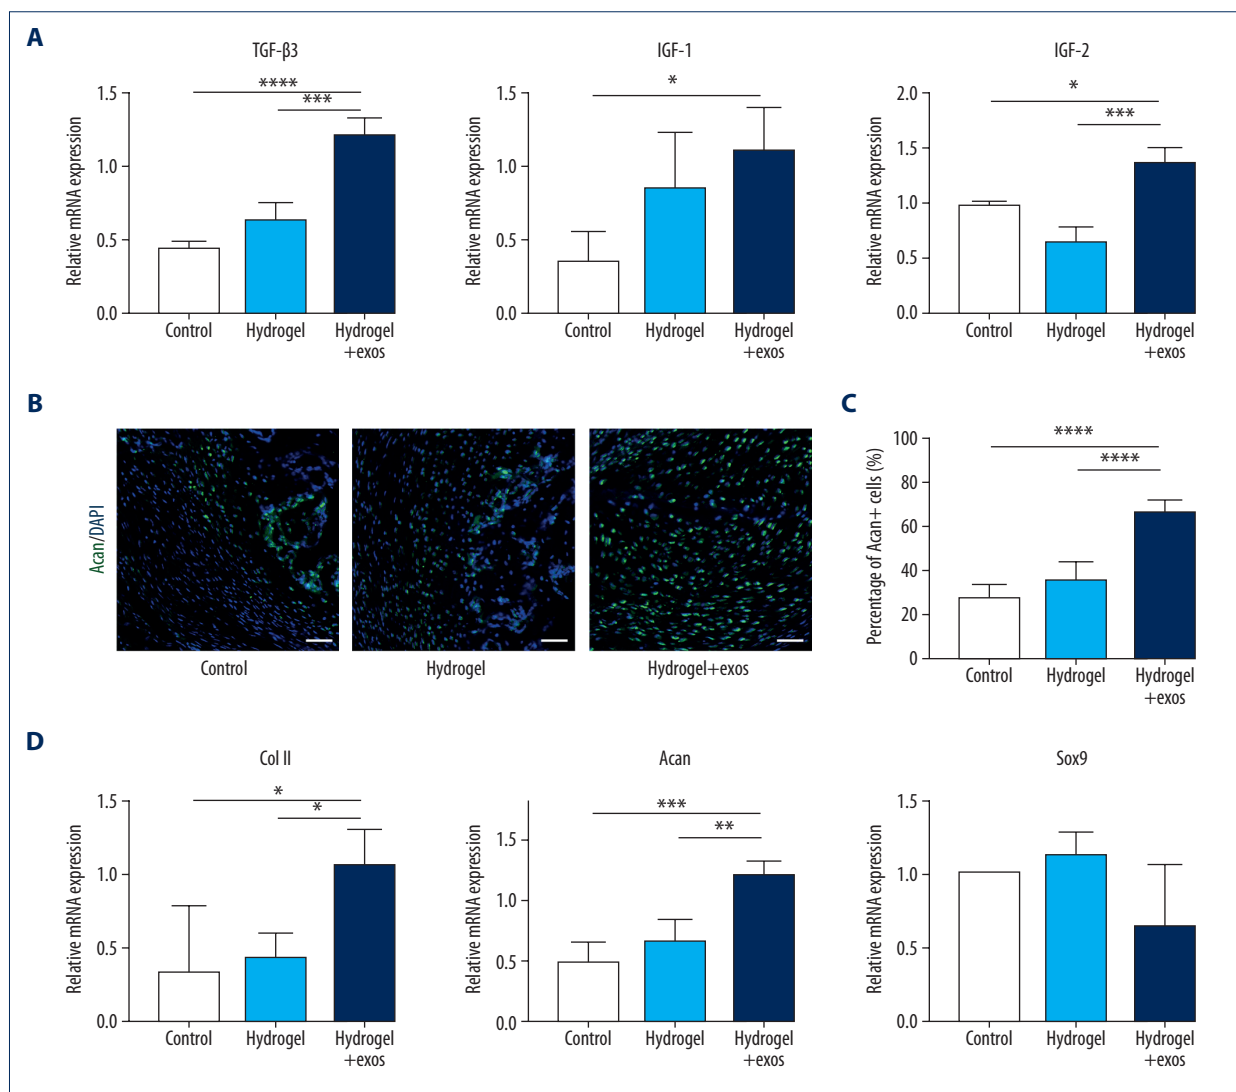 A
TGF-β3
IGF-1
IGF-2
Relative mRNA expression
1.5
1.0
0.5
0.0
****
***
Control
Hydrogel
Hydrogel
+exos
Relative mRNA expression
1.5
1.0
0.5
0.0
*
Control
Hydrogel
Hydrogel
+exos
Relative mRNA expression
2.0
1.5
1.0
0.5
0.0
*
***
Control
Hydrogel
Hydrogel
+exos
B
Acan/DAPI
Control
Hydrogel
Hydrogel+exos
C
Percentage of Acan+ cells (%)
100
80
60
40
20
0
****
****
Control
Hydrogel
Hydrogel
+exos
D
Col II
Acan
Sox9
Relative mRNA expression
1.5
1.0
0.5
0.0
*
*
Control
Hydrogel
Hydrogel
+exos
Relative mRNA expression
1.5
1.0
0.5
0.0
***
**
Control
Hydrogel
Hydrogel
+exos
Relative mRNA expression
1.5
1.0
0.5
0.0
Control
Hydrogel
Hydrogel
+exos